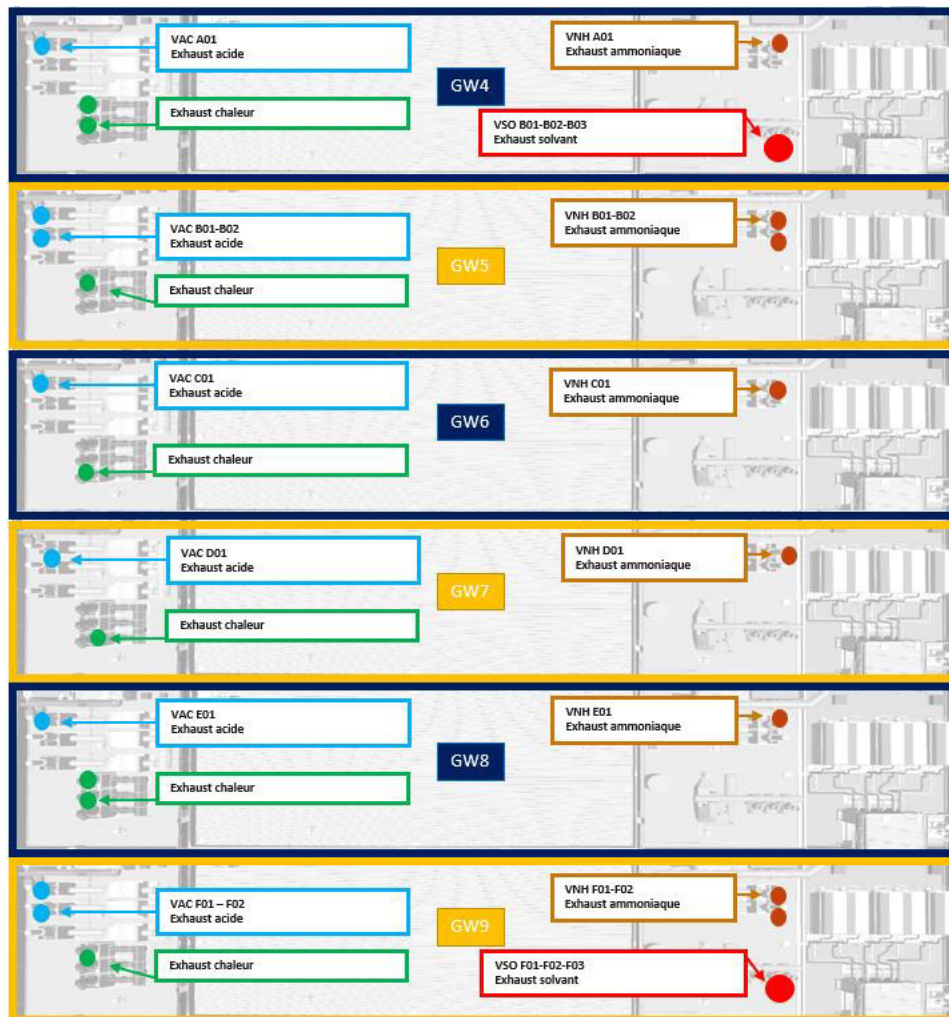 VAC A01
Exhaust acide
VNH A01
Exhaust ammoniaque
GW4
Exhaust chaleur
VSO B01-B02-B03
Exhaust solvant
VAC B01-B02
Exhaust acide
VNH B01-B02
Exhaust ammoniaque
GW5
Exhaust chaleur
VAC C01
Exhaust acide
VNH C01
Exhaust ammoniaque
GW6
Exhaust chaleur
VAC D01
Exhaust acide
VNH D01
Exhaust ammoniaque
GW7
Exhaust chaleur
VAC E01
Exhaust acide
VNH E01
Exhaust ammoniaque
GW8
Exhaust chaleur
VAC F01 – F02
Exhaust acide
VNH F01-F02
Exhaust ammoniaque
GW9
Exhaust chaleur
VSO F01-F02-F03
Exhaust solvant